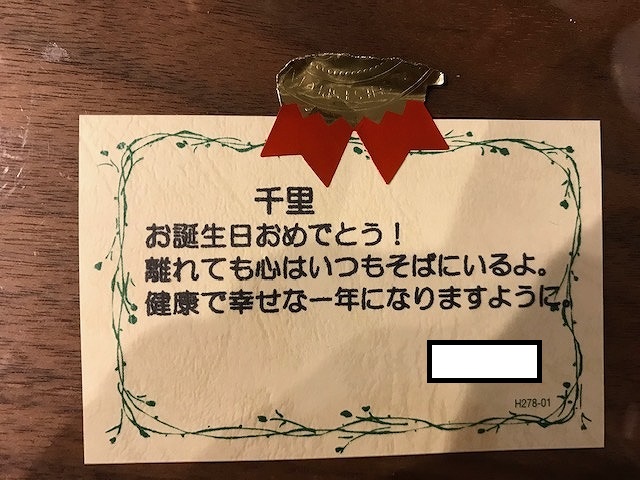 千里
お誕生日おめでとう！
離れても心はいつもそばにいるよ。
健康で幸せな一年になりますように。
H278-01